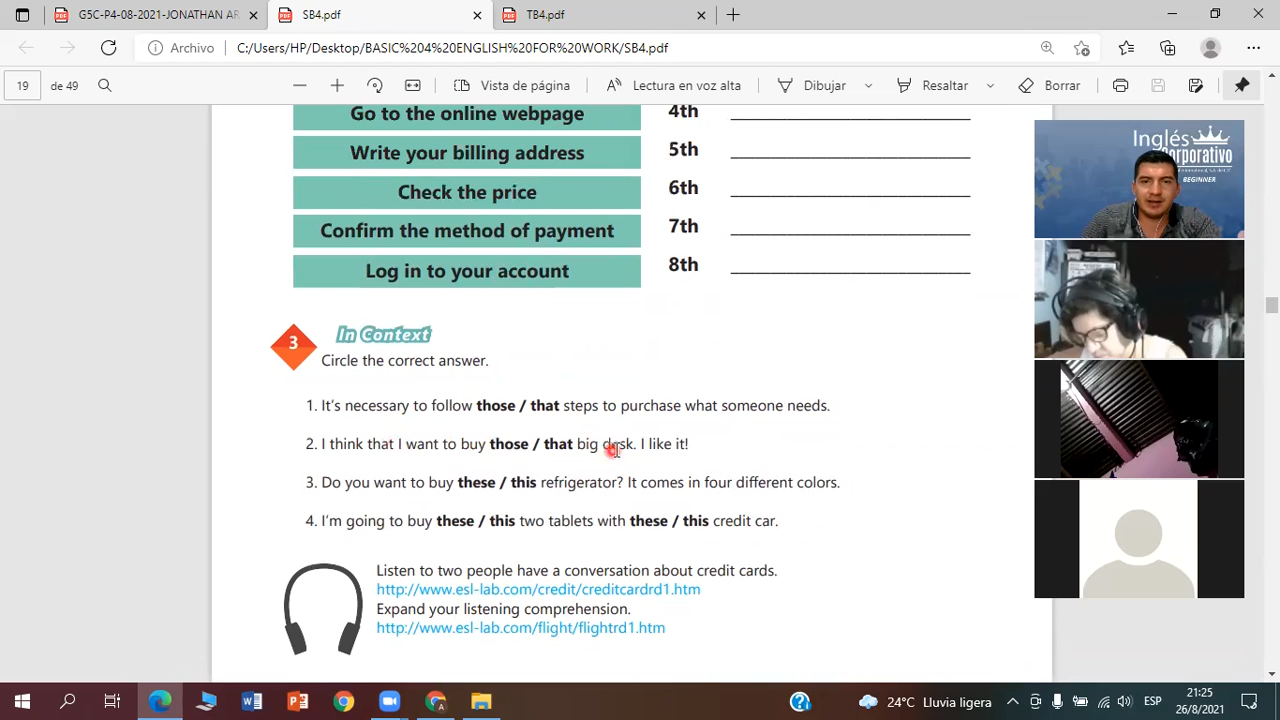 G5C-P4-08-2021-JONATHAN AR
SB4.pdf
TB4.pdf
Archivo
C:/Users/HP/Desktop/BASIC%204%20ENGLISH%20FOR%20WORK/SB4.pdf
19
de 49
Vista de página
Lectura en voz alta
Dibujar
Resaltar
Borrar
Go to the online webpage
4th
Write your billing address
5th
Check the price
6th
Confirm the method of payment
7th
Log in to your account
8th
3
In Context
Circle the correct answer.
1. It's necessary to follow those / that steps to purchase what someone needs.
2. I think that I want to buy those / that big desk. I like it!
3. Do you want to buy these / this refrigerator? It comes in four different colors.
4. I'm going to buy these / this two tablets with these / this credit car.
Listen to two people have a conversation about credit cards.
http://www.esl-lab.com/credit/creditcardrd1.htm
Expand your listening comprehension.
http://www.esl-lab.com/flight/flightrd1.htm
Inglés
Corporativo
BEGINNER
24°C Lluvia ligera
ESP
21:25
26/8/2021